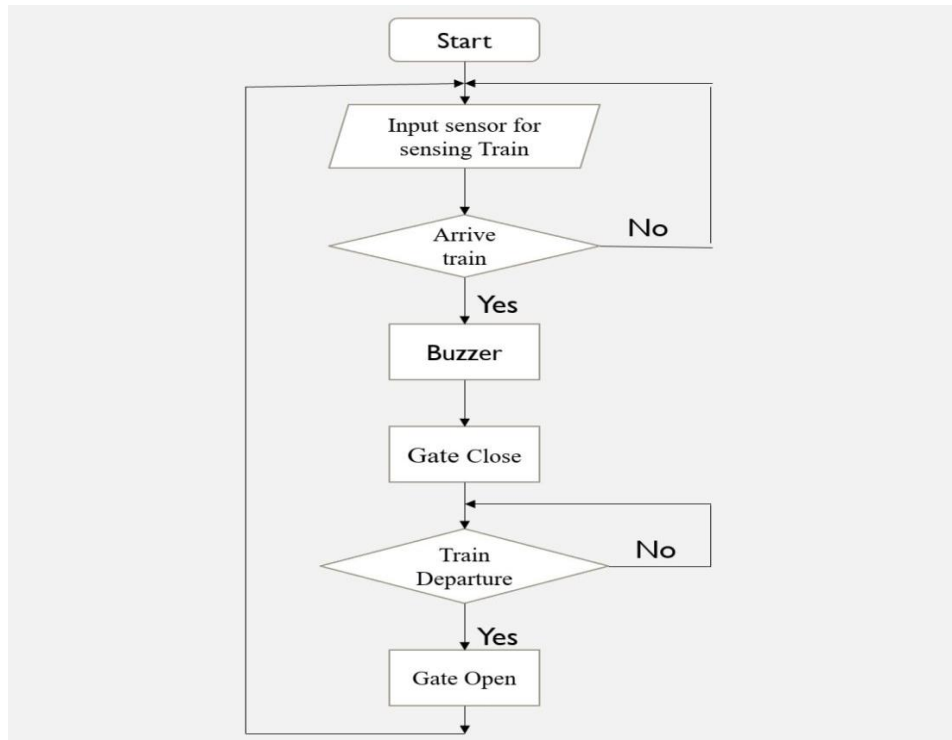 Start
Input sensor for
sensing Train
Arrive
train
No
Yes
Buzzer
Gate Close
Train
Departure
No
Yes
Gate Open